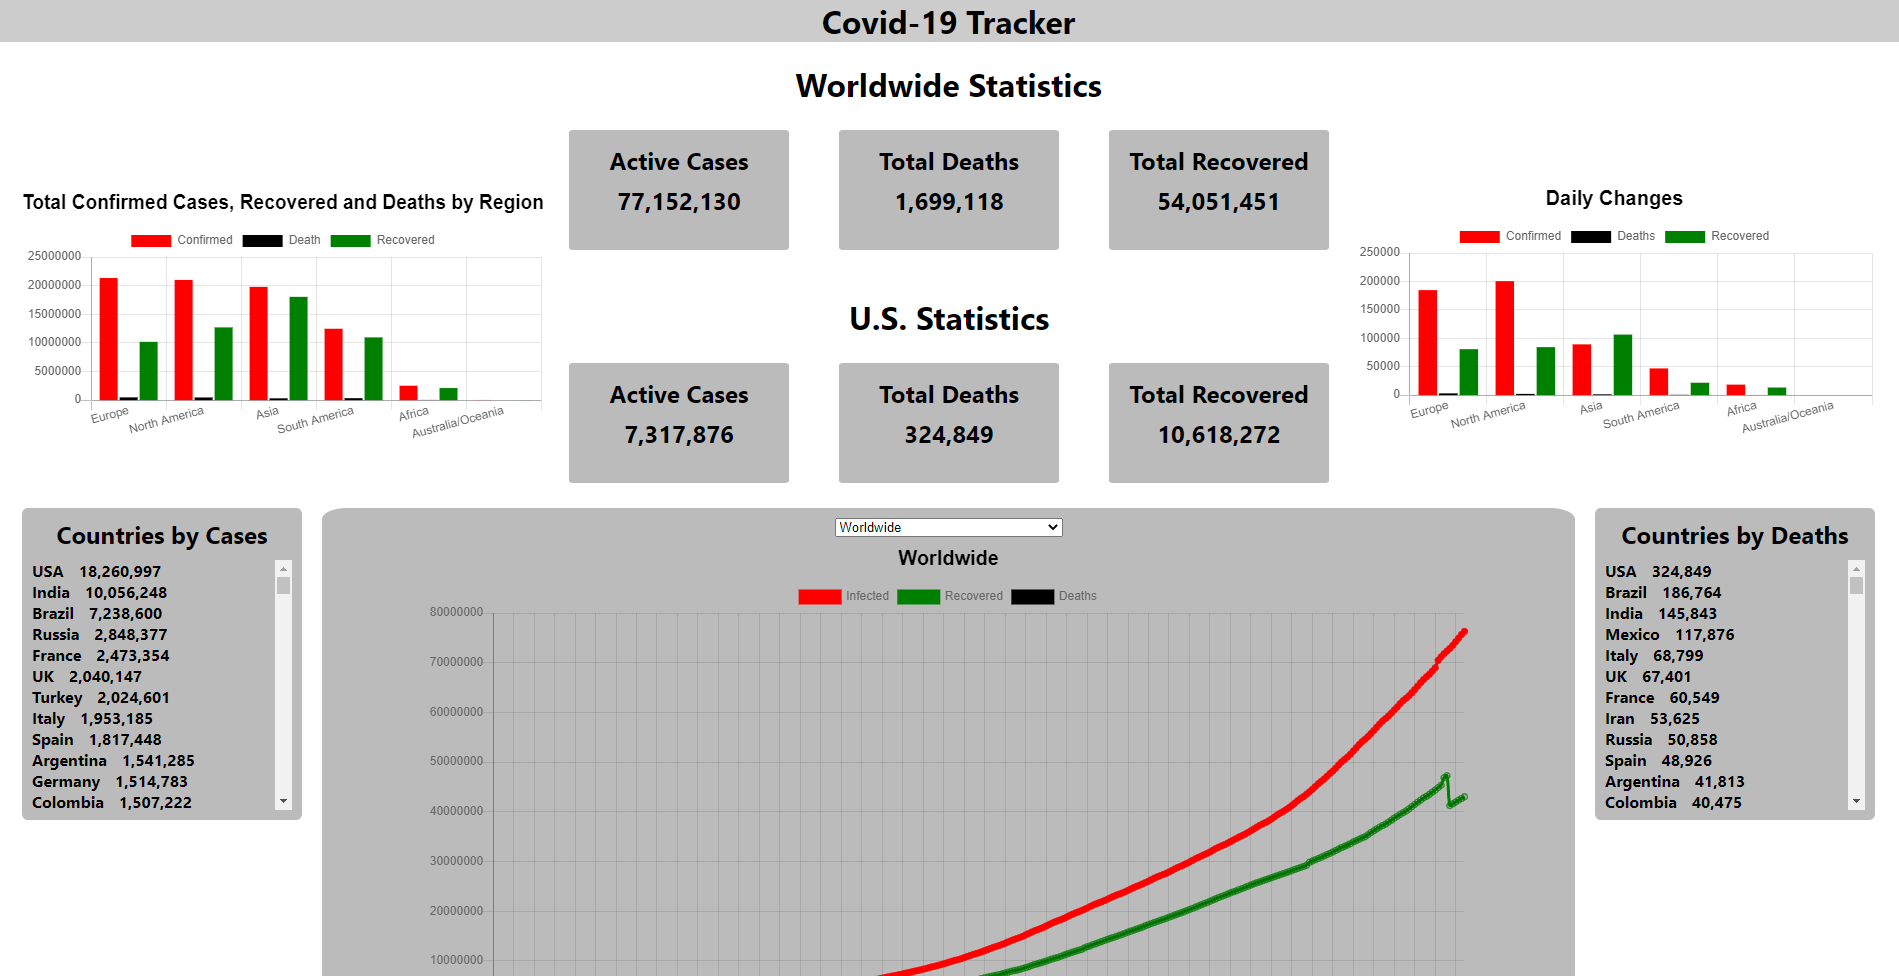 Covid-19 Tracker
Worldwide Statistics
Active Cases
77,152,130
Total Deaths
1,699,118
Total Recovered
54,051,451
U.S. Statistics
Active Cases
7,317,876
Total Deaths
324,849
Total Recovered
10,618,272
Total Confirmed Cases, Recovered and Deaths by Region
Confirmed Death Recovered
25000000
20000000
15000000
10000000
5000000
0
Europe
North America
Asia
South America
Africa
Australia/Oceania
Daily Changes
Confirmed Deaths Recovered
250000
200000
150000
100000
50000
0
Europe
North America
Asia
South America
Africa
Australia/Oceania
Countries by Cases
USA 18,260,997
India 10,056,248
Brazil 7,238,600
Russia 2,848,377
France 2,473,354
UK 2,040,147
Turkey 2,024,601
Italy 1,953,185
Spain 1,817,448
Argentina 1,541,285
Germany 1,514,783
Colombia 1,507,222
Worldwide
Worldwide
Infected Recovered Deaths
80000000
70000000
60000000
50000000
40000000
30000000
20000000
10000000
Countries by Deaths
USA 324,849
Brazil 186,764
India 145,843
Mexico 117,876
Italy 68,799
UK 67,401
France 60,549
Iran 53,625
Russia 50,858
Spain 48,926
Argentina 41,813
Colombia 40,475